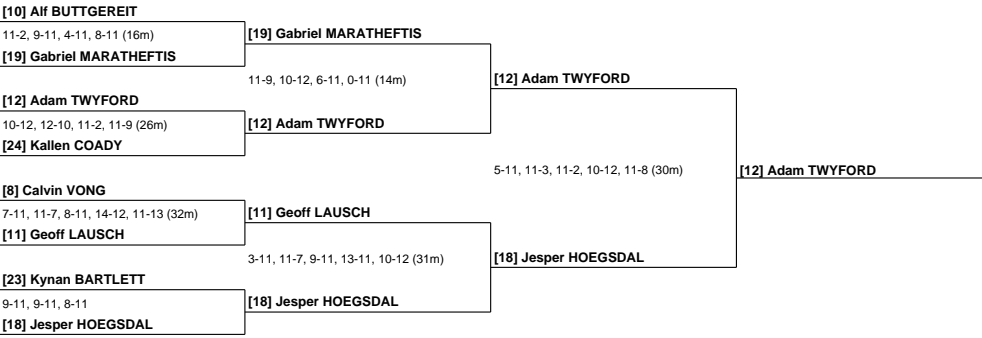 [10] Alf BUTTGEREIT
11-2, 9-11, 4-11, 8-11 (16m)
[19] Gabriel MARATHEFTIS
[19] Gabriel MARATHEFTIS
11-9, 10-12, 6-11, 0-11 (14m)
[12] Adam TWYFORD
[12] Adam TWYFORD
10-12, 12-10, 11-2, 11-9 (26m)
[12] Adam TWYFORD
[24] Kallen COADY
5-11, 11-3, 11-2, 10-12, 11-8 (30m)
[12] Adam TWYFORD
[8] Calvin VONG
7-11, 11-7, 8-11, 14-12, 11-13 (32m)
[11] Geoff LAUSCH
[11] Geoff LAUSCH
3-11, 11-7, 9-11, 13-11, 10-12 (31m)
[18] Jesper HOEGSDAL
[23] Kynan BARTLETT
9-11, 9-11, 8-11
[18] Jesper HOEGSDAL
[18] Jesper HOEGSDAL